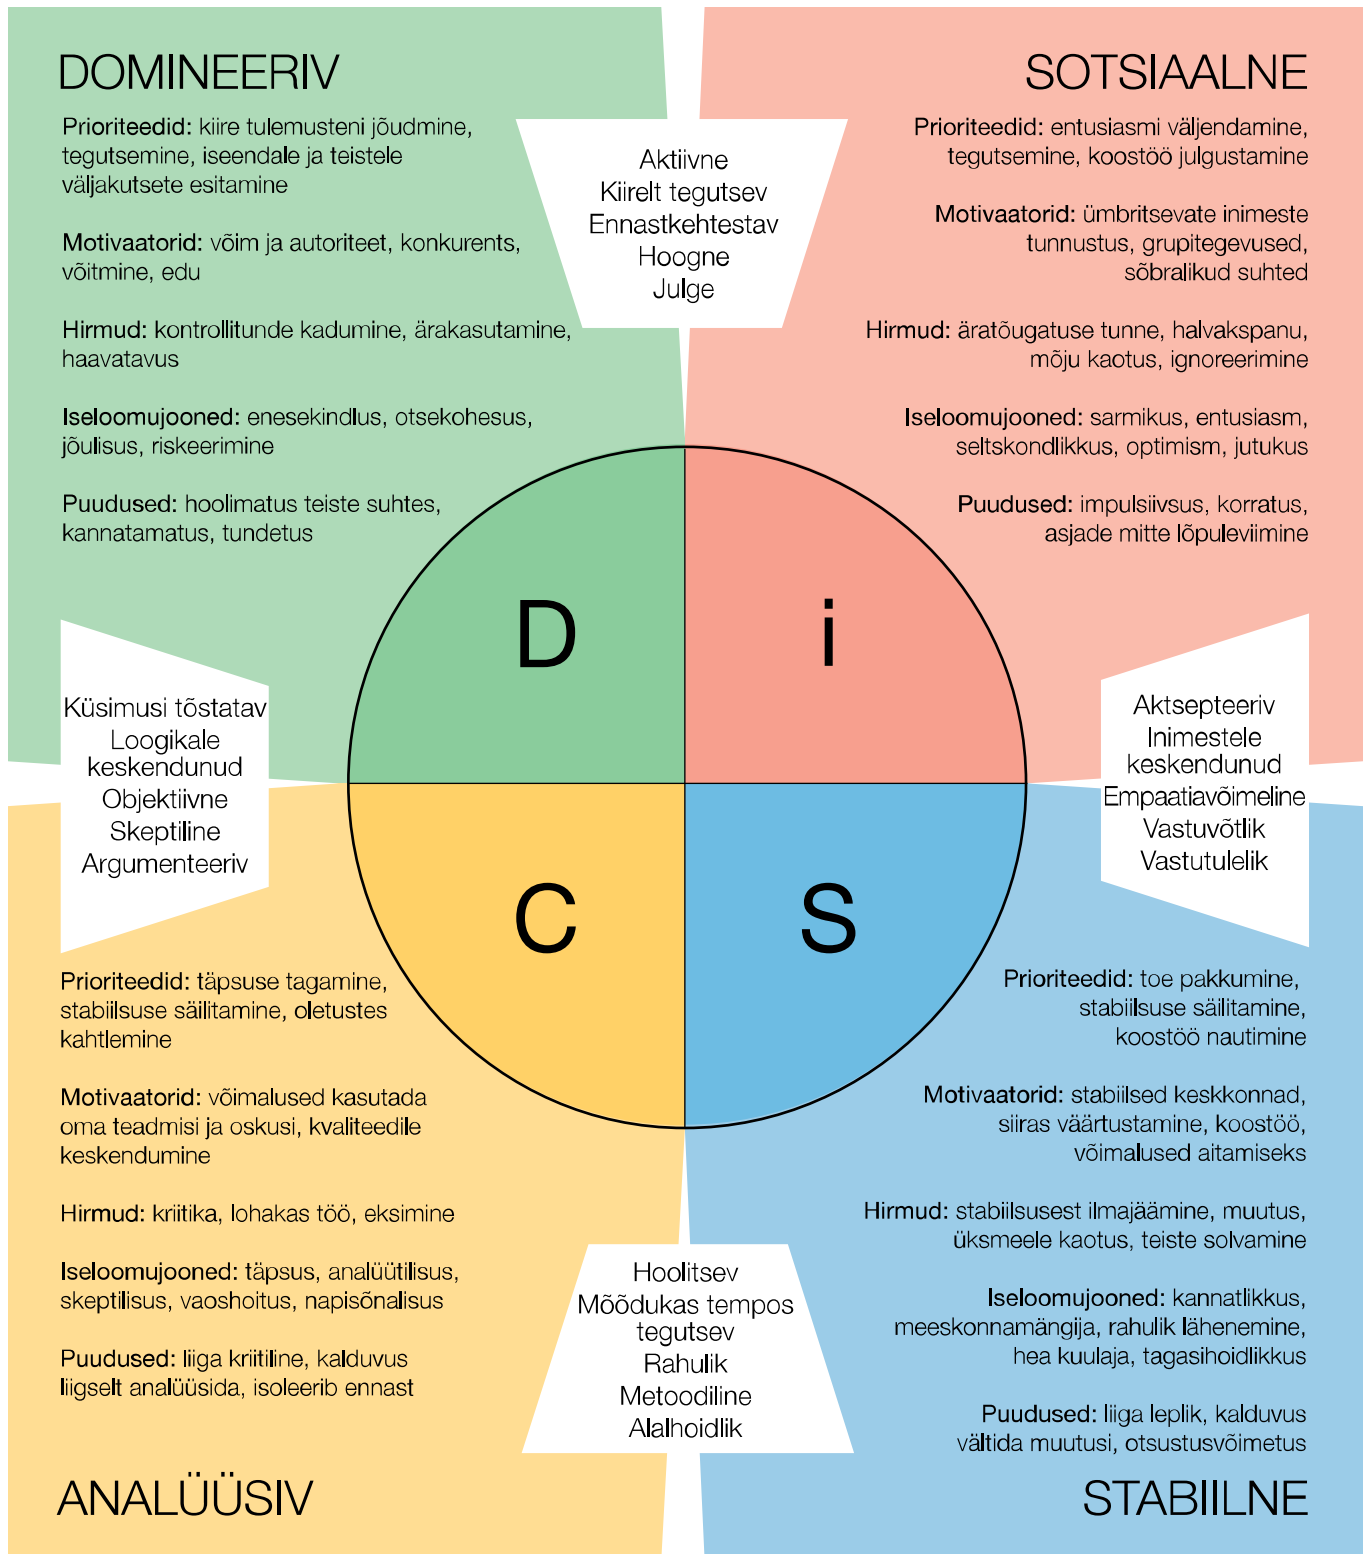 DOMINEERIV
Prioriteedid: kiire tulemusteni jõudmine,
tegutsemine, iseendale ja teistele
väljakutsete esitamine
Motivaatorid: võim ja autoriteet, konkurents,
võitmine, edu
Hirmud: kontrollitunde kadumine, ärakasutamine,
haavatavus
Iseloomujooned: enesekindlus, otsekohesus,
jõulisus, riskeerimine
Puudused: hoolimatus teiste suhtes,
kannatamatus, tundetus
Aktiivne
Kiirelt tegutsev
Ennastkehtestav
Hoogne
Julge
SOTSIAALNE
Prioriteedid: entusiasmi väljendamine,
tegutsemine, koostöö julgustamine
Motivaatorid: ümbritsevate inimeste
tunnustus, grupitegevused,
sõbralikud suhted
Hirmud: äratõugatuse tunne, halvakspanu,
mõju kaotus, ignoreerimine
Iseloomujooned: sarmikus, entusiasm,
seltskondlikkus, optimism, jutukus
Puudused: impulsiivsus, korratus,
asjade mitte lõpuleviimine
D
i
Küsimusi tõstatav
Loogikale
keskendunud
Objektiivne
Skeptiline
Argumenteeriv
Aktsepteeriv
Inimestele
keskendunud
Empaatiavõimeline
Vastuvõtlik
Vastutulelik
C
S
Prioriteedid: täpsuse tagamine,
stabiilsuse säilitamine, oletustes
kahtlemine
Motivaatorid: võimalused kasutada
oma teadmisi ja oskusi, kvaliteedile
keskendumine
Hirmud: kriitika, lohakas töö, eksimine
Iseloomujooned: täpsus, analüütilisus,
skeptilisus, vaoshoitus, napisõnalisus
Puudused: liiga kriitiline, kalduvus
liigselt analüüsida, isoleerib ennast
ANALÜÜSIV
Hoolitsev
Mõõdukas tempos
tegutsev
Rahulik
Metoodiline
Alalhoidlik
Prioriteedid: toe pakkumine,
stabiilsuse säilitamine,
koostöö nautimine
Motivaatorid: stabiilsed keskkonnad,
siiras väärtustamine, koostöö,
võimalused aitamiseks
Hirmud: stabiilsusest ilmajäämine, muutus,
üksmeele kaotus, teiste solvamine
Iseloomujooned: kannatlikkus,
meeskonnamängija, rahulik lähenemine,
hea kuulaja, tagasihoidlikkus
Puudused: liiga leplik, kalduvus
vältida muutusi, otsustusvõimetus
STABIILNE